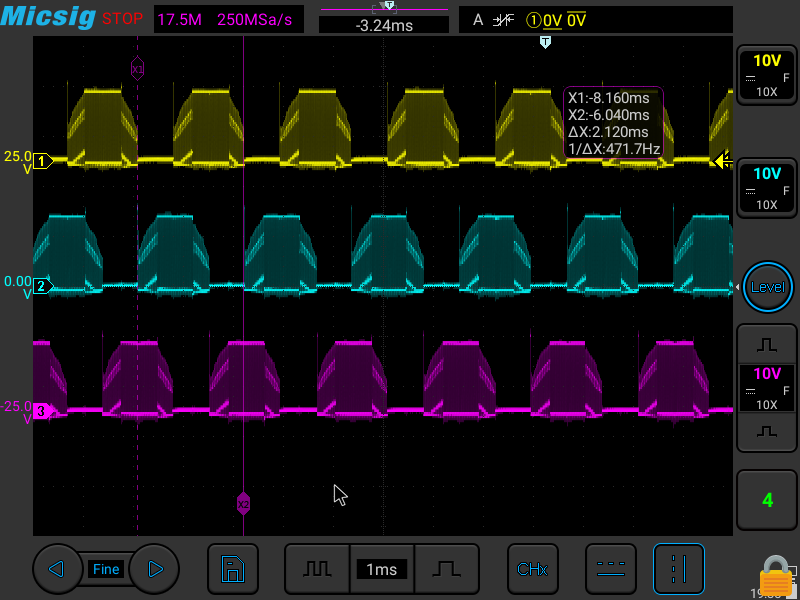 Micsig STOP 17.5M 250MSa/s T -3.24ms A 1 0V 0V
T
X1
X1:-8.160ms
X2:-6.040ms
ΔX:2.120ms
1/ΔX:471.7Hz
25.0
V
1
0.00
V
2
-25.0
V
3
X2
10V
F
10X
10V
F
10X
Level
10V
F
10X
4
Fine
1ms
CHx